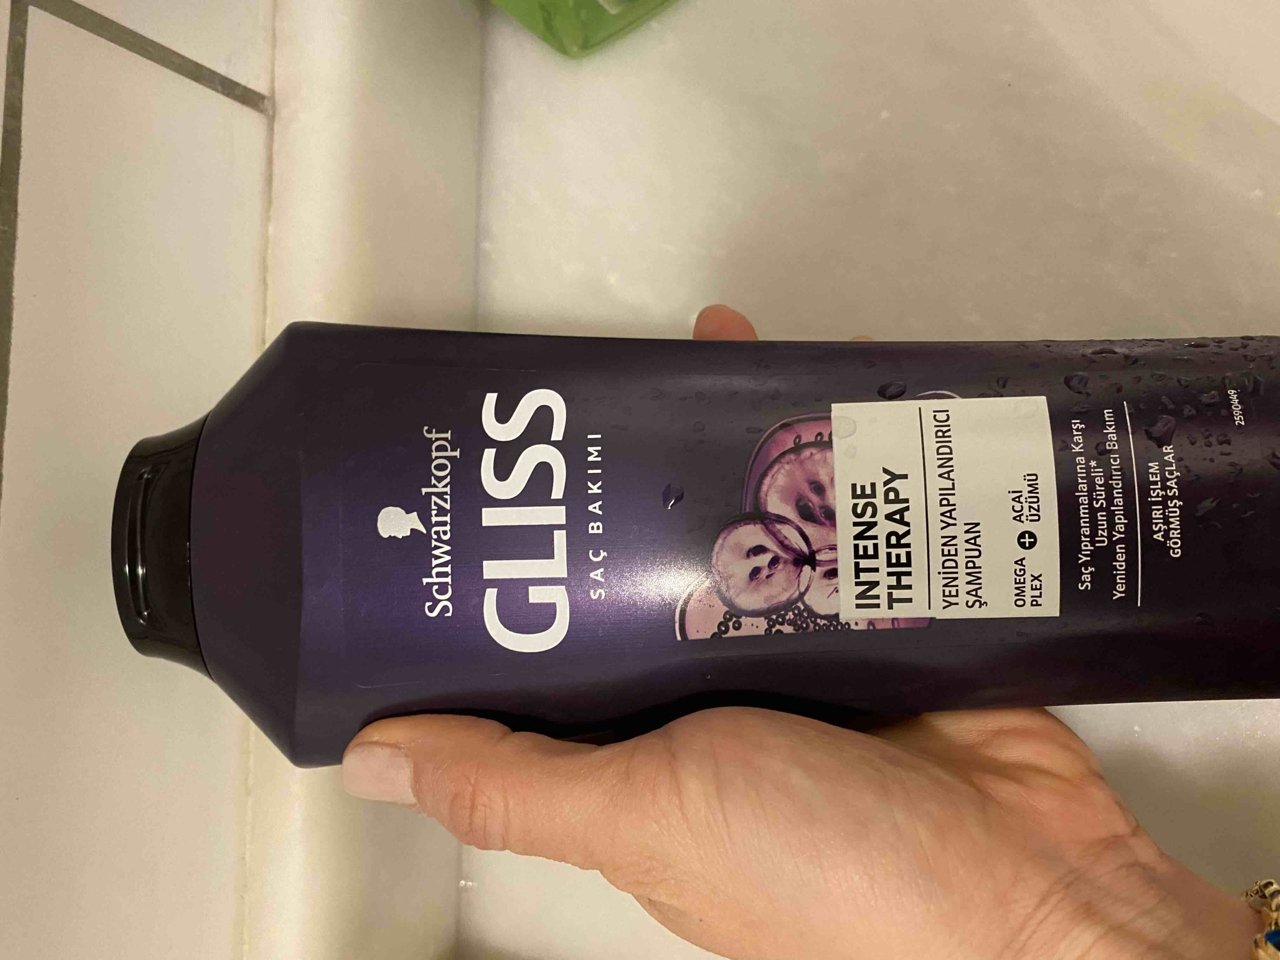 Schwarzkopf
GLISS
SAÇ BAKIMI
INTENSE
THERAPY
YENİDEN YAPILANDIRICI
ŞAMPUAN
OMEGA
PLEX
+
ACAİ
ÜZÜMÜ
Saç Yıpranmalarına Karşı
Uzun Süreli*
Yeniden Yapılandırıcı Bakım
AŞIRI İŞLEM
GÖRMÜŞ SAÇLAR
2590449